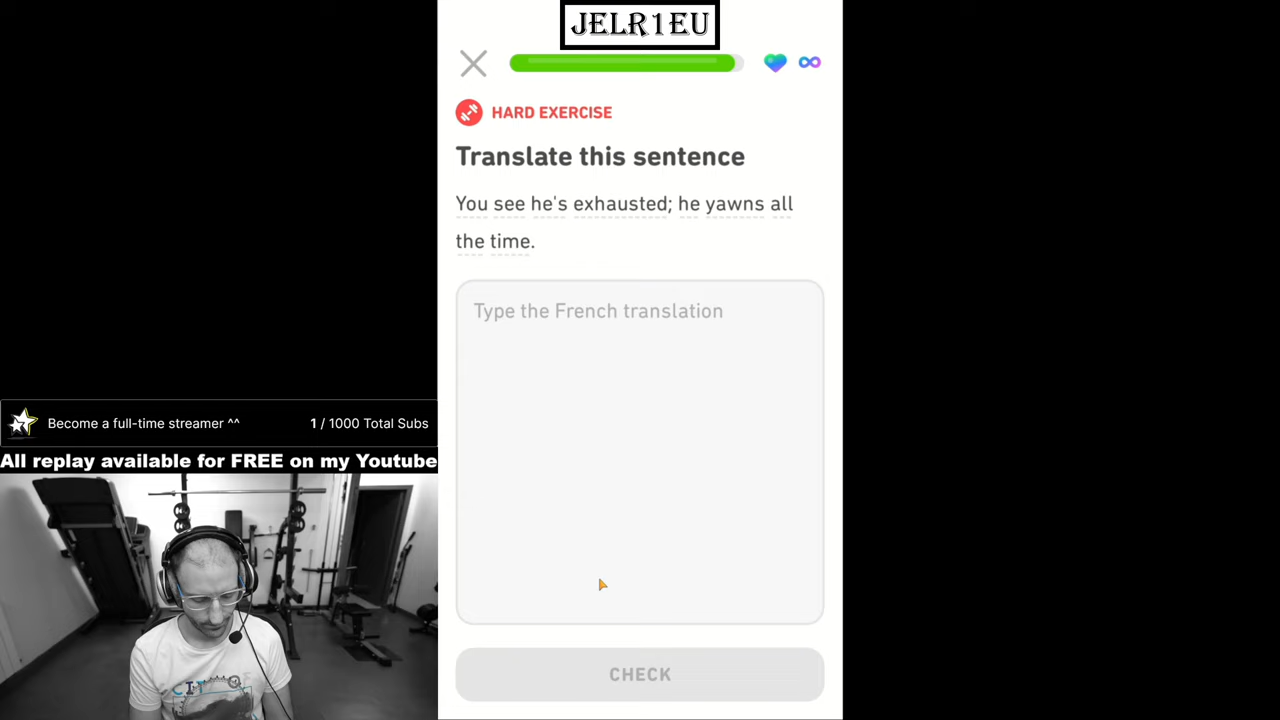 JELR1EU
HARD EXERCISE
Translate this sentence
You see he's exhausted; he yawns all
the time.
Type the French translation
CHECK
Become a full-time streamer ^^ 1 / 1000 Total Subs
All replay available for FREE on my Youtube